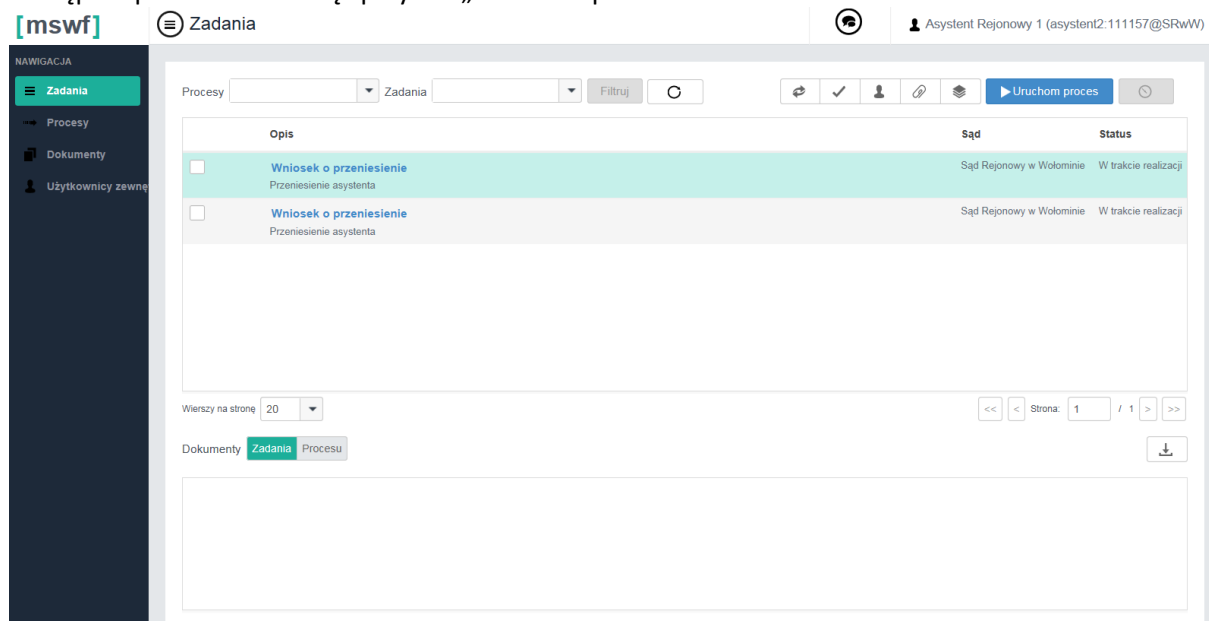 [mswf]
Zadania
Asystent Rejonowy 1 (asystent2:111157@SRwW)
NAWIGACJA
Zadania
Procesy
Dokumenty
Użytkownicy zewnę
Procesy Zadania Filtruj Uruchom proces
Opis Sąd Status
Wniosek o przeniesienie Sąd Rejonowy w Wołominie W trakcie realizacji
Przeniesienie asystenta
Wniosek o przeniesienie Sąd Rejonowy w Wołominie W trakcie realizacji
Przeniesienie asystenta
Wierszy na stronę 20 << < Strona: 1 / 1 > >>
Dokumenty Zadania Procesu